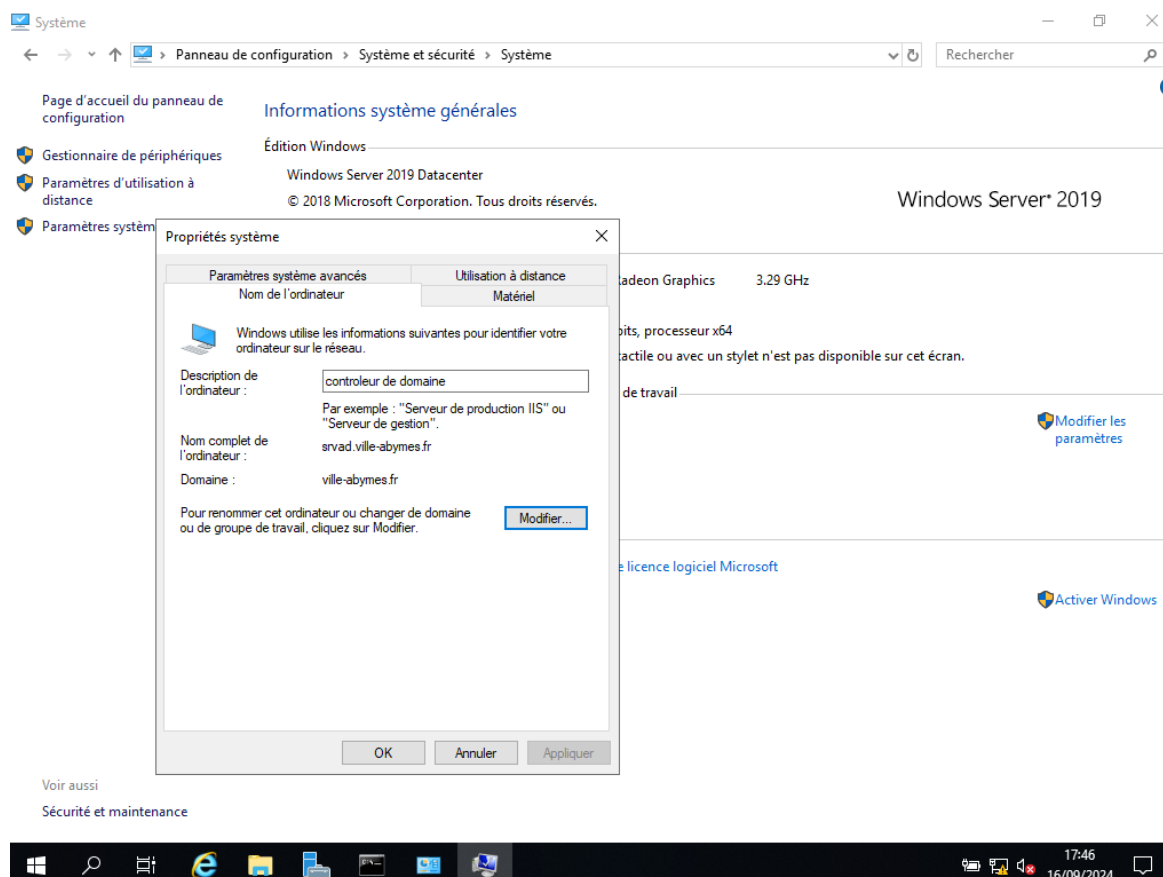 Système
Panneau de configuration › Système et sécurité › Système
Rechercher
Page d'accueil du panneau de
configuration
Gestionnaire de périphériques
Paramètres d'utilisation à
distance
Paramètres systèm
Informations système générales
Édition Windows
Windows Server 2019 Datacenter
© 2018 Microsoft Corporation. Tous droits réservés.
Windows Server 2019
Radeon Graphics 3.29 GHz
bits, processeur x64
tactile ou avec un stylet n'est pas disponible sur cet écran.
de travail
Modifier les
paramètres
e licence logiciel Microsoft
Activer Windows
Propriétés système
Paramètres système avancés
Utilisation à distance
Nom de l'ordinateur
Matériel
Windows utilise les informations suivantes pour identifier votre
ordinateur sur le réseau.
Description de
l'ordinateur :
controleur de domaine
Par exemple : "Serveur de production IIS" ou
"Serveur de gestion".
Nom complet de
l'ordinateur :
srvad.ville-abymes.fr
Domaine :
ville-abymes.fr
Pour renommer cet ordinateur ou changer de domaine
ou de groupe de travail, cliquez sur Modifier.
Modifier...
OK
Annuler
Appliquer
Voir aussi
Sécurité et maintenance
17:46
16/09/2024